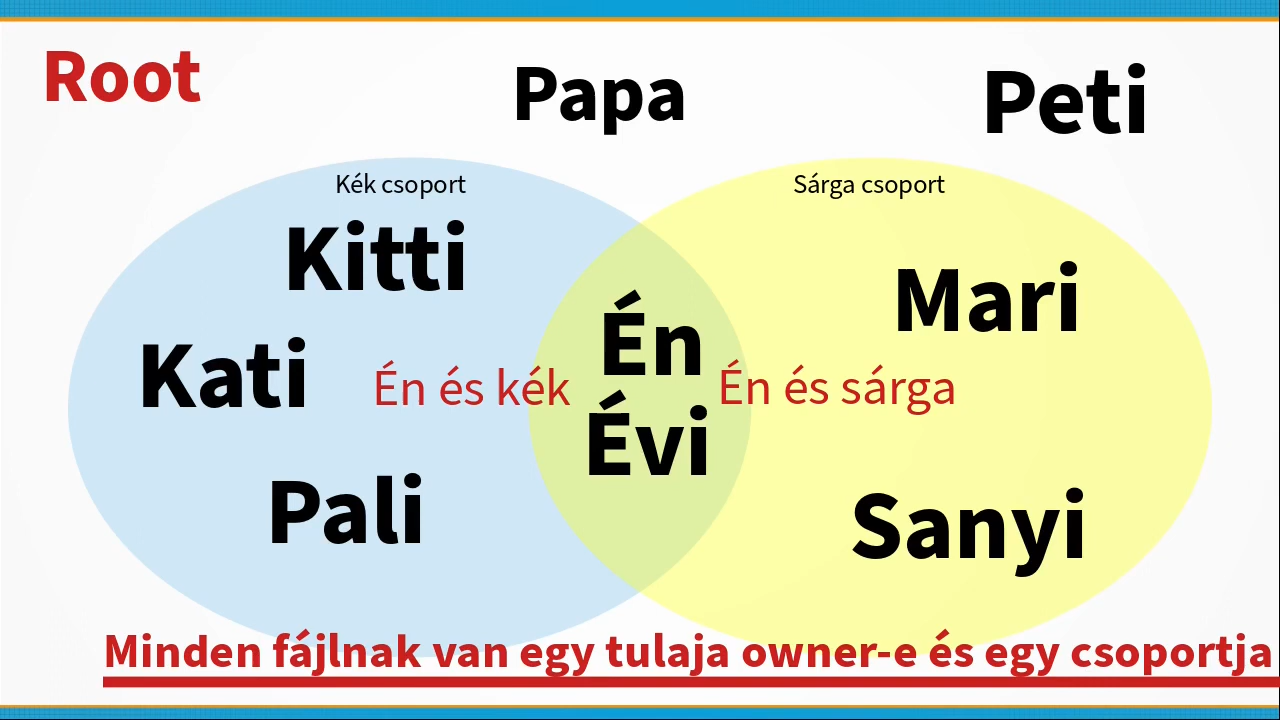 Root
Papa
Peti
Kék csoport
Sárga csoport
Kitti
Mari
Én
Kati
Én és kék
Én és sárga
Évi
Pali
Sanyi
Minden fájlnak van egy tulaja owner-e és egy csoportja